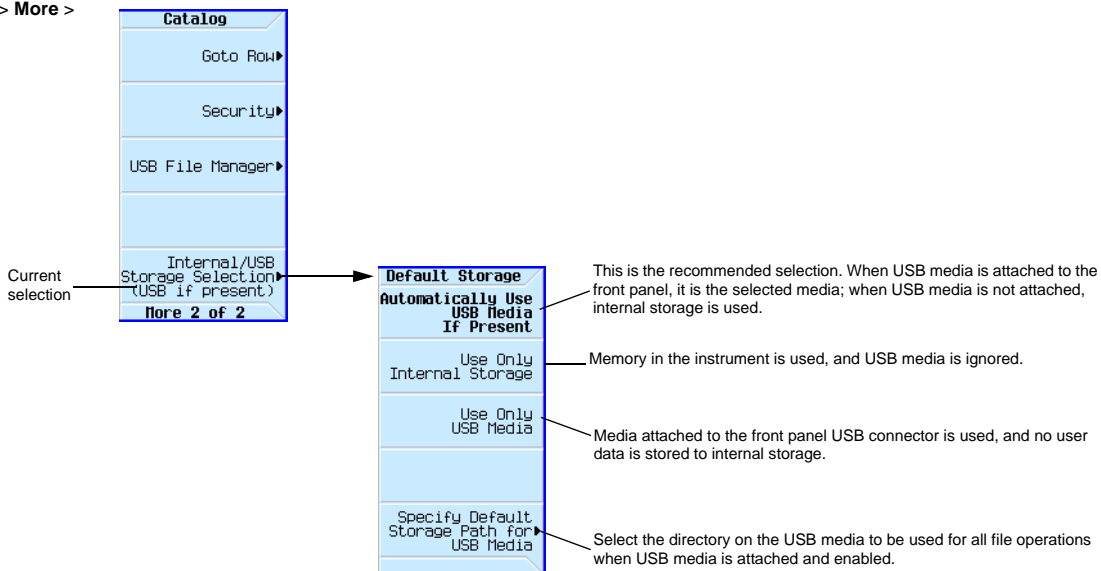 > More >
Catalog
Goto Row
Security
USB File Manager
Internal/USB
Storage Selection
(USB if present)
More 2 of 2
Current
selection
Default Storage
Automatically Use
USB Media
If Present
Use Only
Internal Storage
Use Only
USB Media
Specify Default
Storage Path for
USB Media
This is the recommended selection. When USB media is attached to the
front panel, it is the selected media; when USB media is not attached,
internal storage is used.
Memory in the instrument is used, and USB media is ignored.
Media attached to the front panel USB connector is used, and no user
data is stored to internal storage.
Select the directory on the USB media to be used for all file operations
when USB media is attached and enabled.